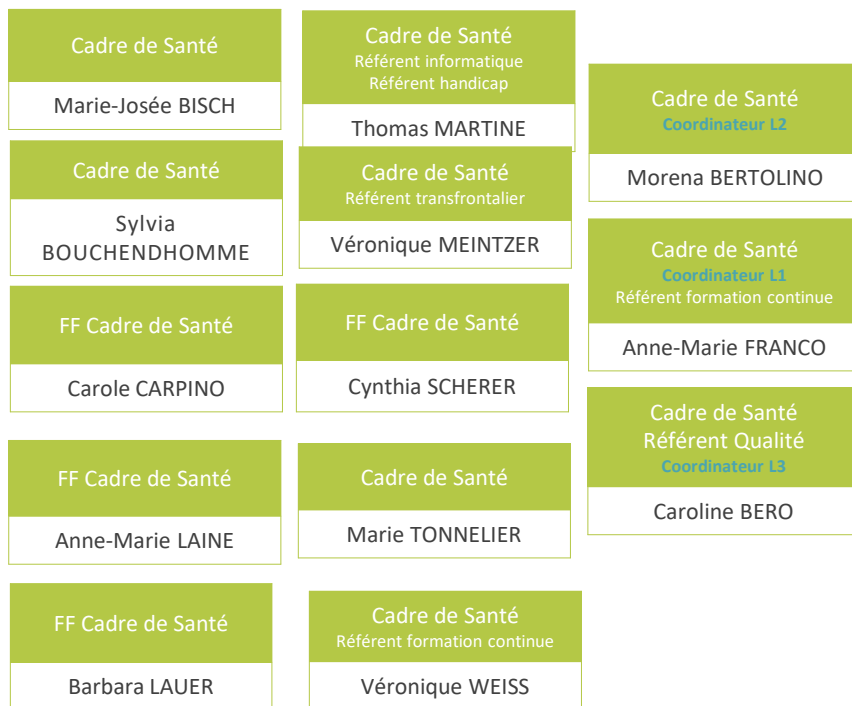 Cadre de Santé
Marie-Josée BISCH
Cadre de Santé
Sylvia
BOUCHENDHOMME
FF Cadre de Santé
Carole CARPINO
FF Cadre de Santé
Anne-Marie LAINE
FF Cadre de Santé
Barbara LAUER
Cadre de Santé
Référent informatique
Référent handicap
Thomas MARTINE
Cadre de Santé
Référent transfrontalier
Véronique MEINTZER
FF Cadre de Santé
Cynthia SCHERER
Cadre de Santé
Marie TONNELIER
Cadre de Santé
Référent formation continue
Véronique WEISS
Cadre de Santé
Coordinateur L2
Morena BERTOLINO
Cadre de Santé
Coordinateur L1
Référent formation continue
Anne-Marie FRANCO
Cadre de Santé
Référent Qualité
Coordinateur L3
Caroline BERO